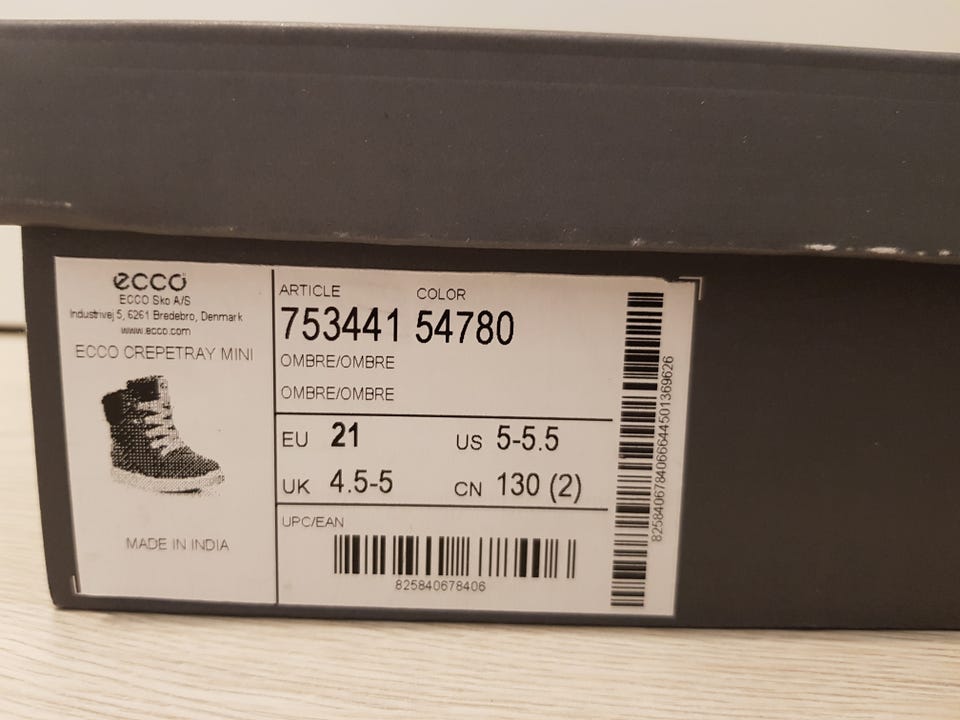 ecco
ECCO Sko A/S
Industrivej 5, 6261 Bredebro, Denmark
www.ecco.com
ECCO CREPETRAY MINI
MADE IN INDIA
ARTICLE COLOR
753441 54780
OMBRE/OMBRE
OMBRE/OMBRE
EU 21 US 5-5.5
UK 4.5-5 CN 130 (2)
UPC/EAN
825840678406
8258406784066644501369626